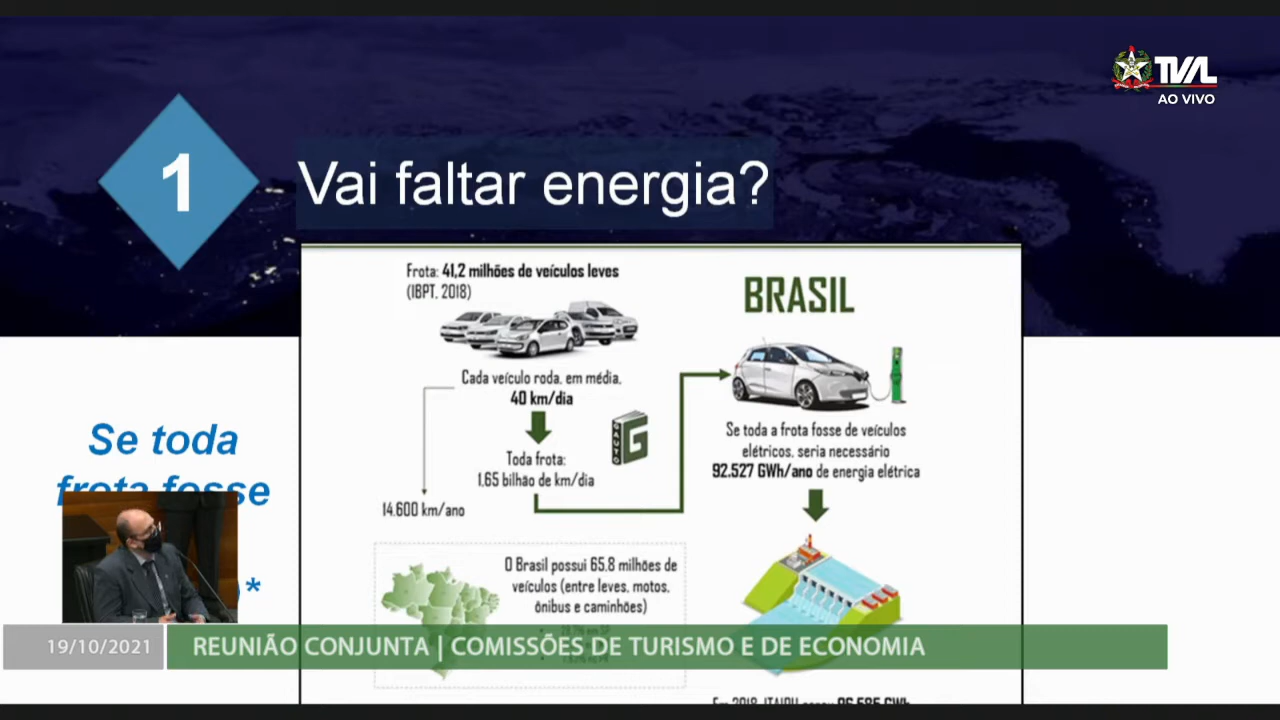 TVAL
AO VIVO
1
Vai faltar energia?
Frota: 41,2 milhões de veículos leves
(IBPT, 2018)
BRASIL
Cada veículo roda, em média,
40 km/dia
GAUTO
G
Toda frota:
1,65 bilhão de km/dia
14.600 km/ano
Se toda a frota fosse de veículos
elétricos, seria necessário
92.527 GWh/ano de energia elétrica
O Brasil possui 65,8 milhões de
veículos (entre leves, motos,
ônibus e caminhões)
Se toda
frota fosse
*
19/10/2021
REUNIÃO CONJUNTA | COMISSÕES DE TURISMO E DE ECONOMIA